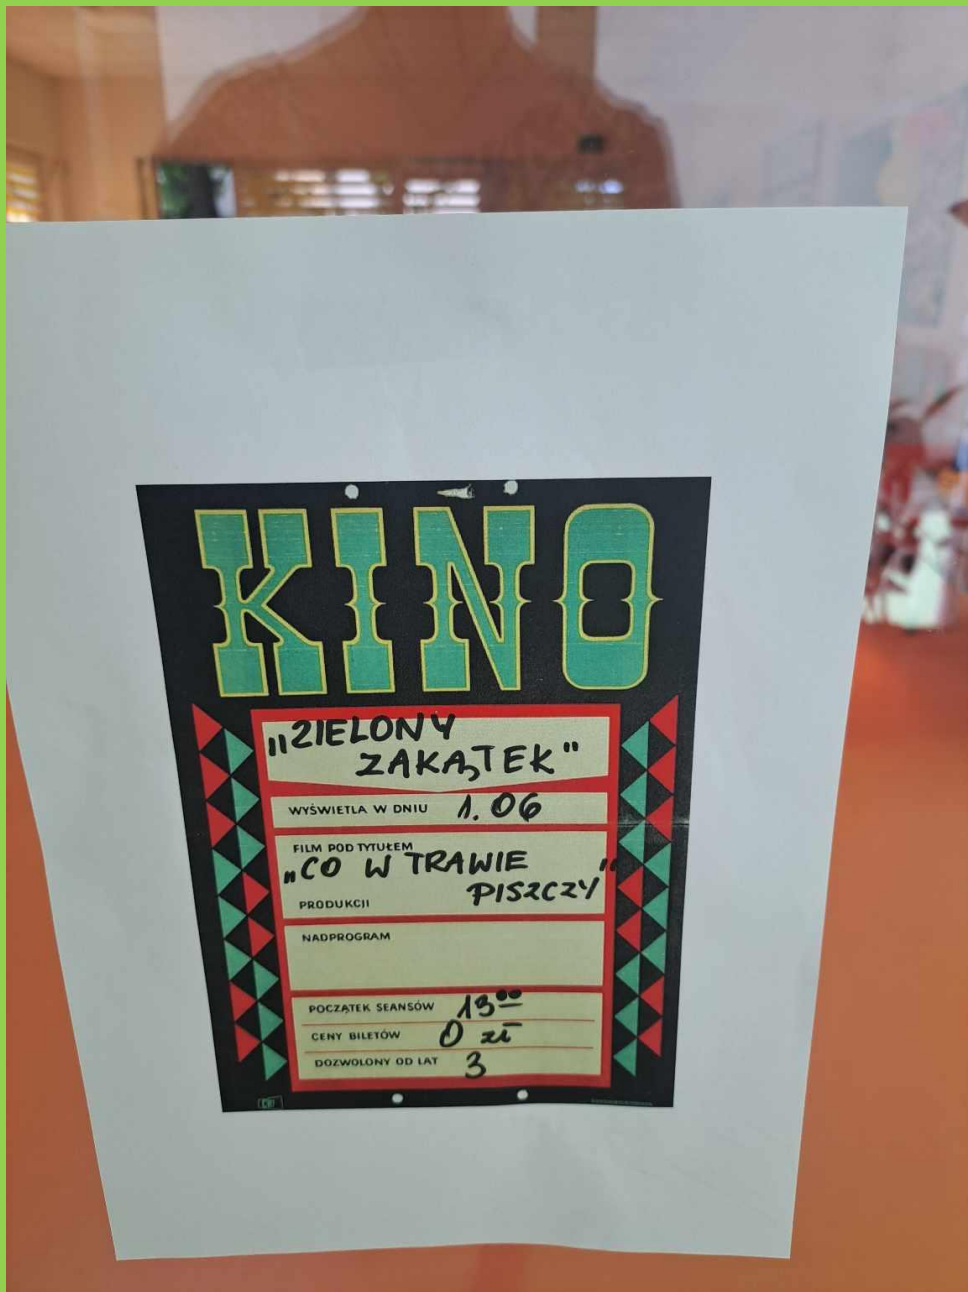 KINO
„ZIELONY
ZAKĄTEK"
WYŚWIETLA W DNIU 1.06
FILM POD TYTUŁEM
„CO W TRAWIE
PISZCZY"
PRODUKCJI
NADPROGRAM
POCZĄTEK SEANSÓW 13⁰⁰
CENY BILETÓW 0 zł
DOZWOLONY OD LAT 3